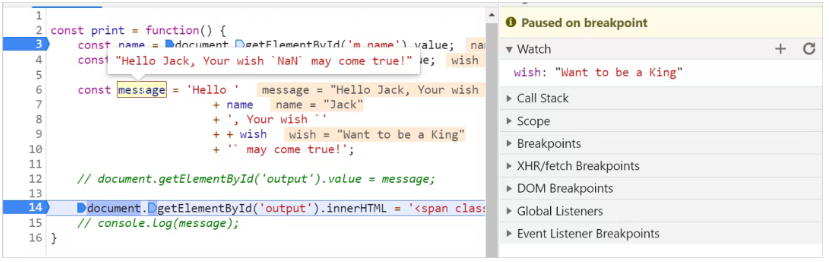 1
2 const print = function() {
3 const name = document.getElementById('m_name').value; na
4 cons "Hello Jack, Your wish `NaN` may come true!" ue; wish
5
6 const message = 'Hello ' message = "Hello Jack, Your wish
7 + name name = "Jack"
8 + ', Your wish `'
9 + + wish wish = "Want to be a King"
10 + '` may come true!';
11
12 // document.getElementById('output').value = message;
13
14 document.getElementById('output').innerHTML = '<span clas
15 // console.log(message);
16 }
Paused on breakpoint
Watch
wish: "Want to be a King"
Call Stack
Scope
Breakpoints
XHR/fetch Breakpoints
DOM Breakpoints
Global Listeners
Event Listener Breakpoints